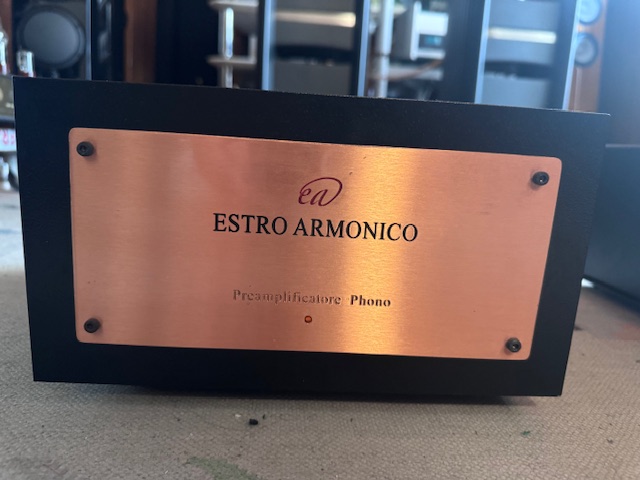 ea
ESTRO ARMONICO
Preamplificatore Phono